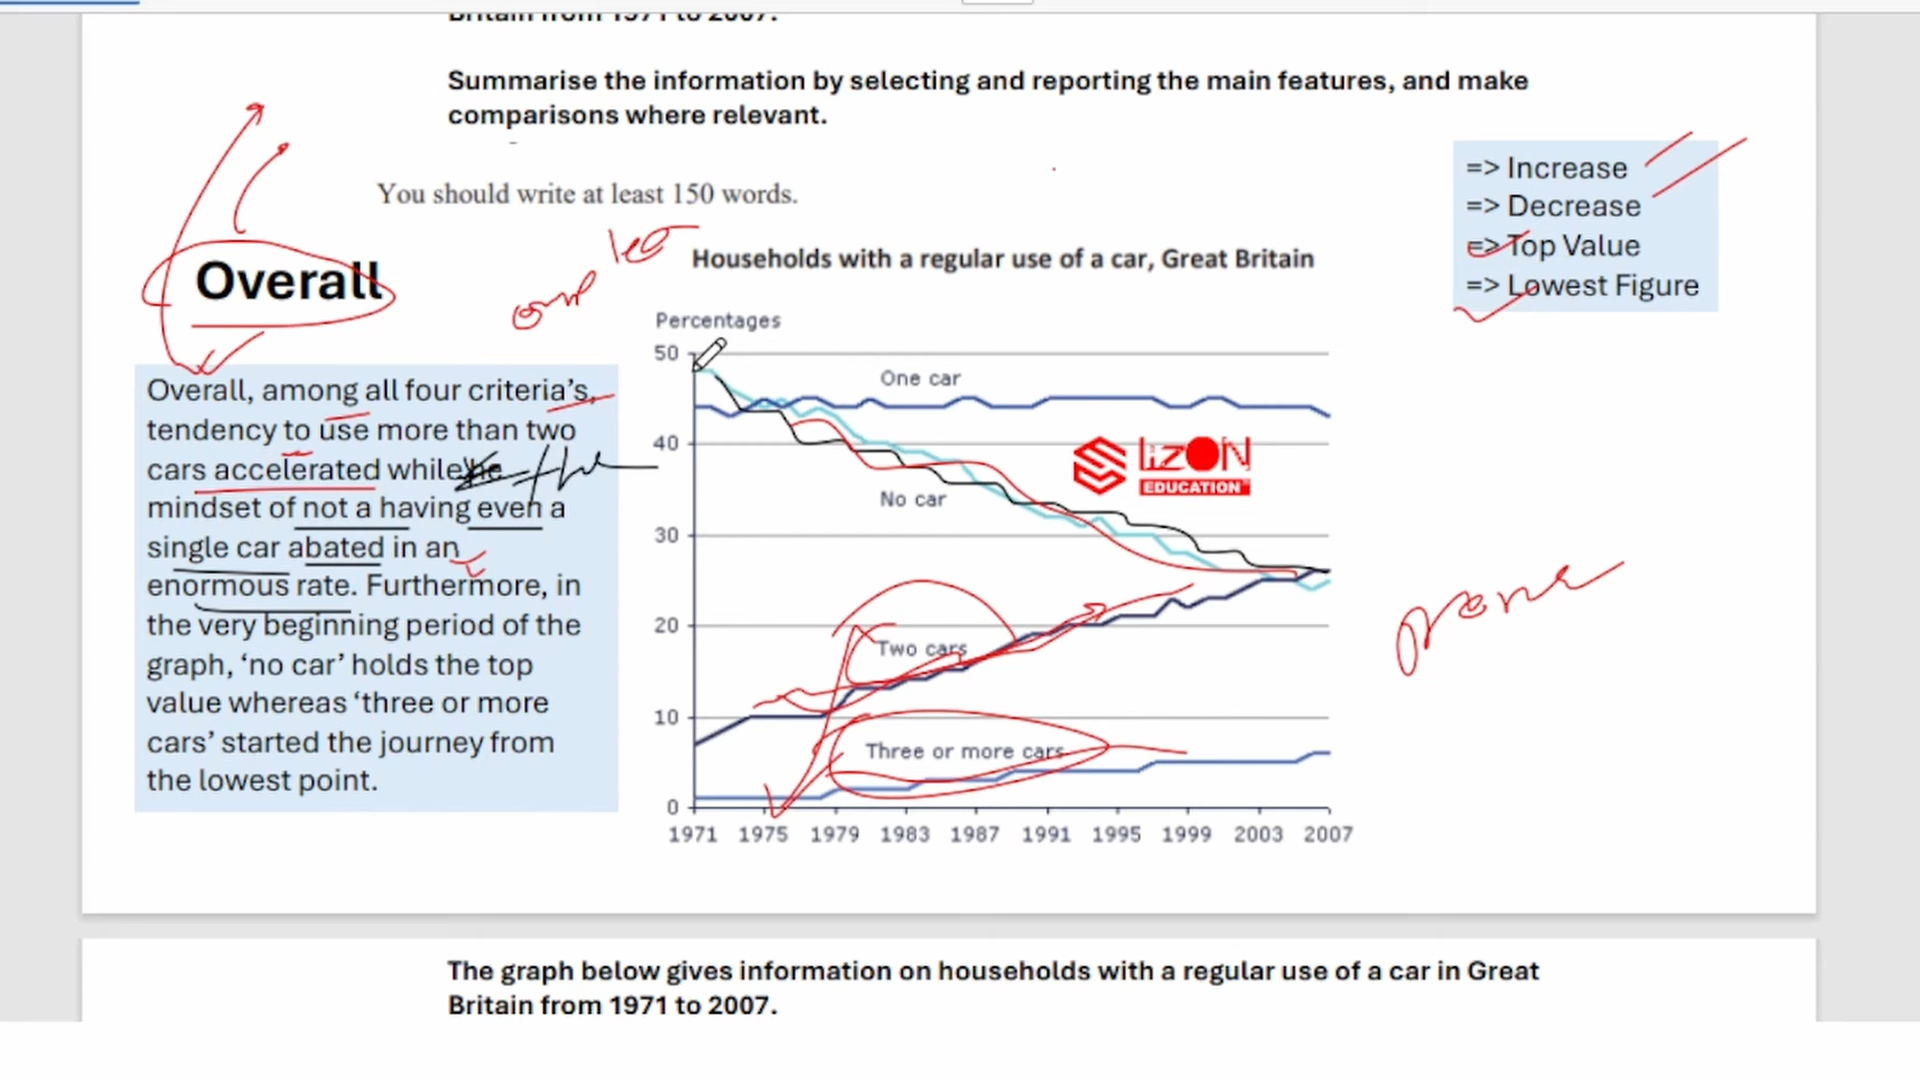 Britain from 1971 to 2007.
Summarise the information by selecting and reporting the main features, and make
comparisons where relevant.
You should write at least 150 words.
=> Increase
=> Decrease
=> Top Value
=> Lowest Figure
Overall
Households with a regular use of a car, Great Britain
Overall, among all four criteria's,
tendency to use more than two
cars accelerated while the
mindset of not a having even a
single car abated in an
enormous rate. Furthermore, in
the very beginning period of the
graph, 'no car' holds the top
value whereas 'three or more
cars' started the journey from
the lowest point.
Percentages
50
40
30
20
10
0
One car
No car
Two cars
Three or more cars
LizON
EDUCATION
1971 1975 1979 1983 1987 1991 1995 1999 2003 2007
The graph below gives information on households with a regular use of a car in Great
Britain from 1971 to 2007.